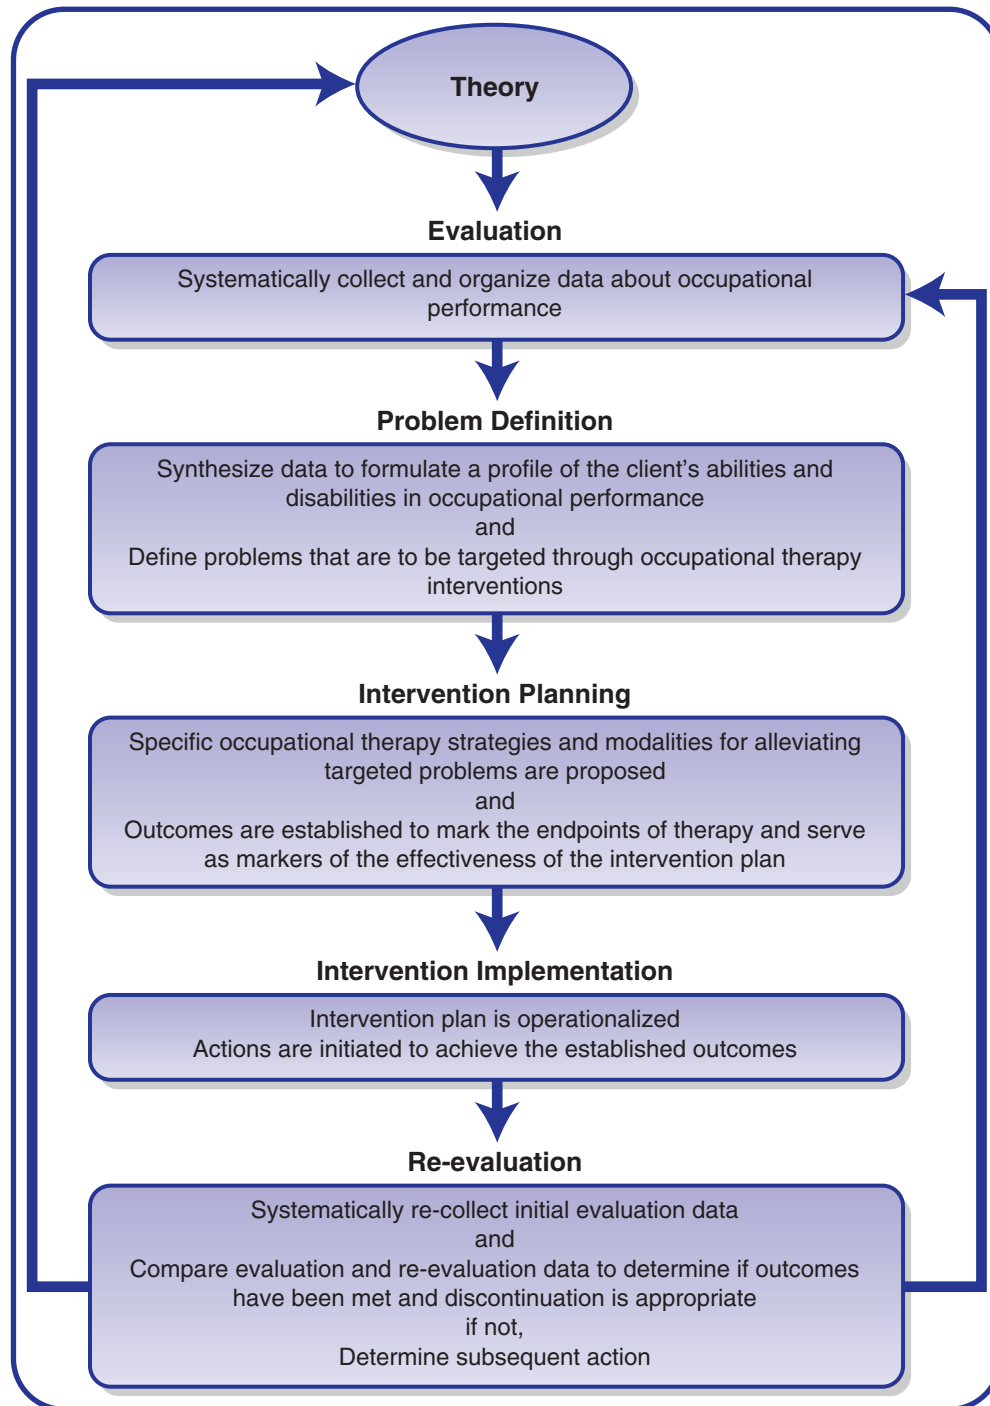 Theory
Evaluation
Systematically collect and organize data about occupational
performance
Problem Definition
Synthesize data to formulate a profile of the client's abilities and
disabilities in occupational performance
and
Define problems that are to be targeted through occupational therapy
interventions
Intervention Planning
Specific occupational therapy strategies and modalities for alleviating
targeted problems are proposed
and
Outcomes are established to mark the endpoints of therapy and serve
as markers of the effectiveness of the intervention plan
Intervention Implementation
Intervention plan is operationalized
Actions are initiated to achieve the established outcomes
Re-evaluation
Systematically re-collect initial evaluation data
and
Compare evaluation and re-evaluation data to determine if outcomes
have been met and discontinuation is appropriate
if not,
Determine subsequent action